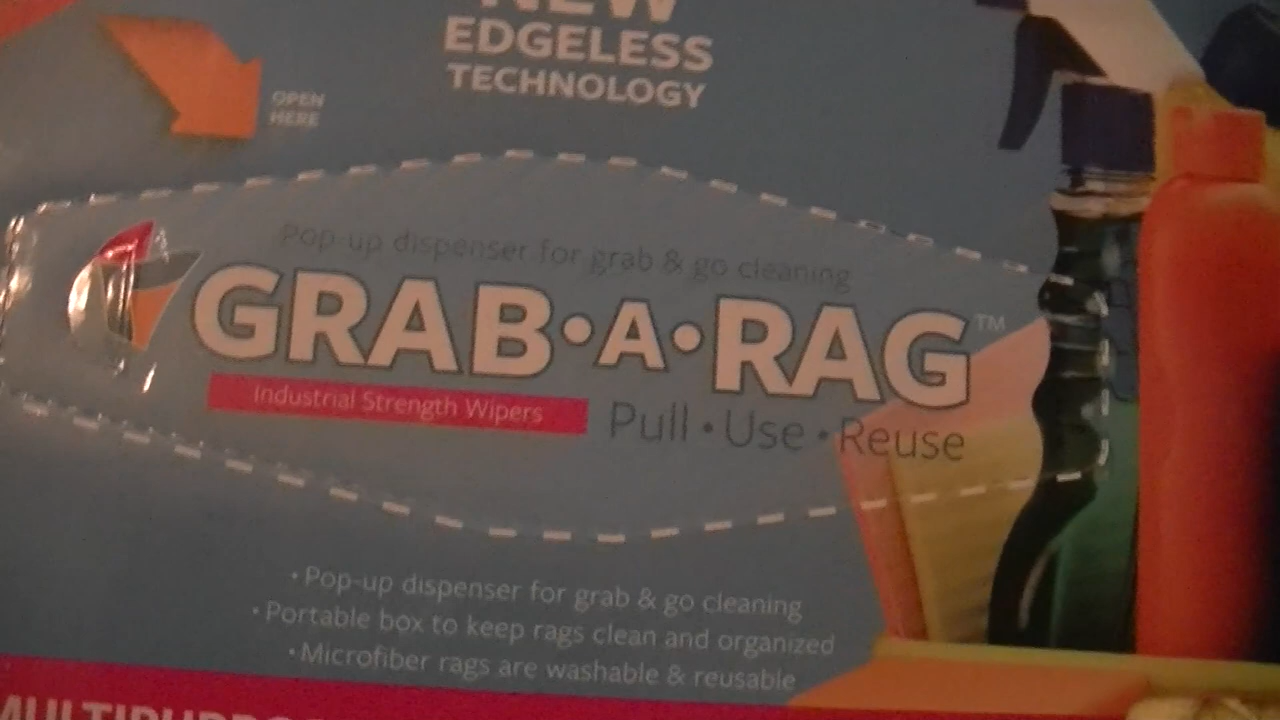 NEW
EDGELESS
TECHNOLOGY
OPEN
HERE
Pop-up dispenser for grab & go cleaning
GRAB•A•RAG™
Industrial Strength Wipers
Pull • Use • Reuse
• Pop-up dispenser for grab & go cleaning
• Portable box to keep rags clean and organized
• Microfiber rags are washable & reusable